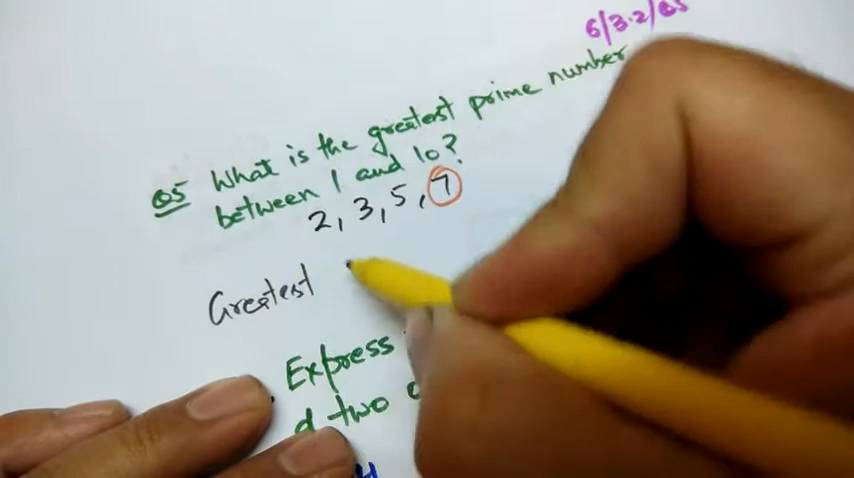 6/3.2/Q5
Q5 What is the greatest prime number
between 1 and 10?
2, 3, 5, 7
Greatest
Express
two